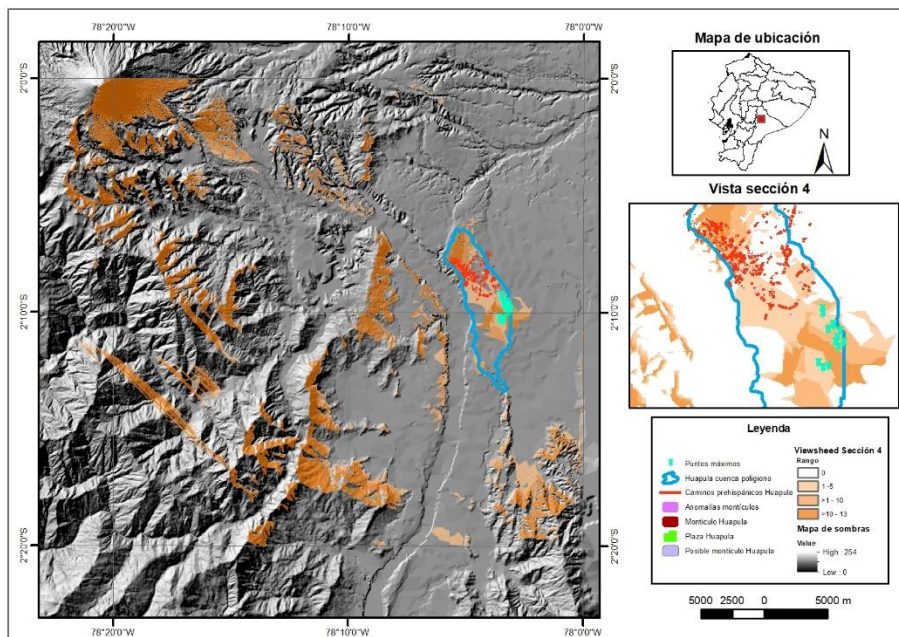 78°20'0"W
78°10'0"W
78°0'0"W
2°0'0"S
2°0'0"S
2°10'0"S
2°10'0"S
2°20'0"S
2°20'0"S
78°20'0"W
78°10'0"W
78°0'0"W
Mapa de ubicación
N
Vista sección 4
Leyenda
Puntos máximos
Huapula cuenca poligiono
Caminos prehispánicos Huapula
Anomalías montículos
Montículo Huapula
Plaza Huapula
Posible montículo Huapula
Viewsheed Sección 4
Rango
0
1 -5
>1 - 10
>10 - 13
Mapa de sombras
Value
High : 254
Low : 0
5000 2500 0 5000 m